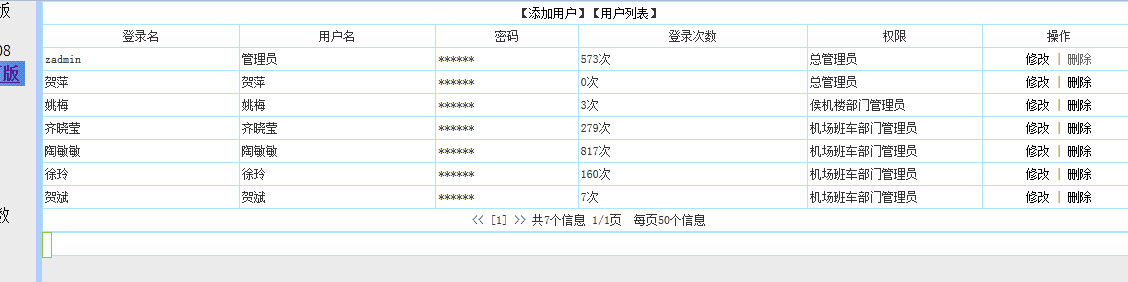 版
【添加用户】【用户列表】
登录名 用户名 密码 登录次数 权限 操作
08
zadmin 管理员 ****** 573次 总管理员 修改 | 删除
版
贺萍 贺萍 ****** 0次 总管理员 修改 | 删除
姚梅 姚梅 ****** 3次 侯机楼部门管理员 修改 | 删除
齐晓莹 齐晓莹 ****** 279次 机场班车部门管理员 修改 | 删除
陶敏敏 陶敏敏 ****** 817次 机场班车部门管理员 修改 | 删除
徐玲 徐玲 ****** 160次 机场班车部门管理员 修改 | 删除
贺斌 贺斌 ****** 7次 机场班车部门管理员 修改 | 删除
数
<< [1] >> 共7个信息 1/1页 每页50个信息